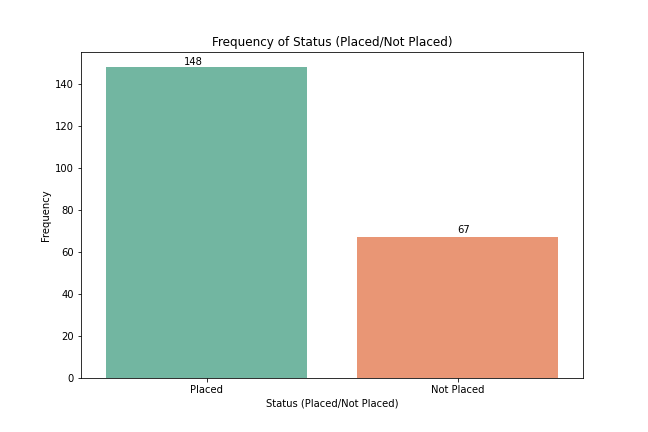 Frequency of Status (Placed/Not Placed)
148
67
140
120
100
80
60
40
20
0
Frequency
Placed
Not Placed
Status (Placed/Not Placed)